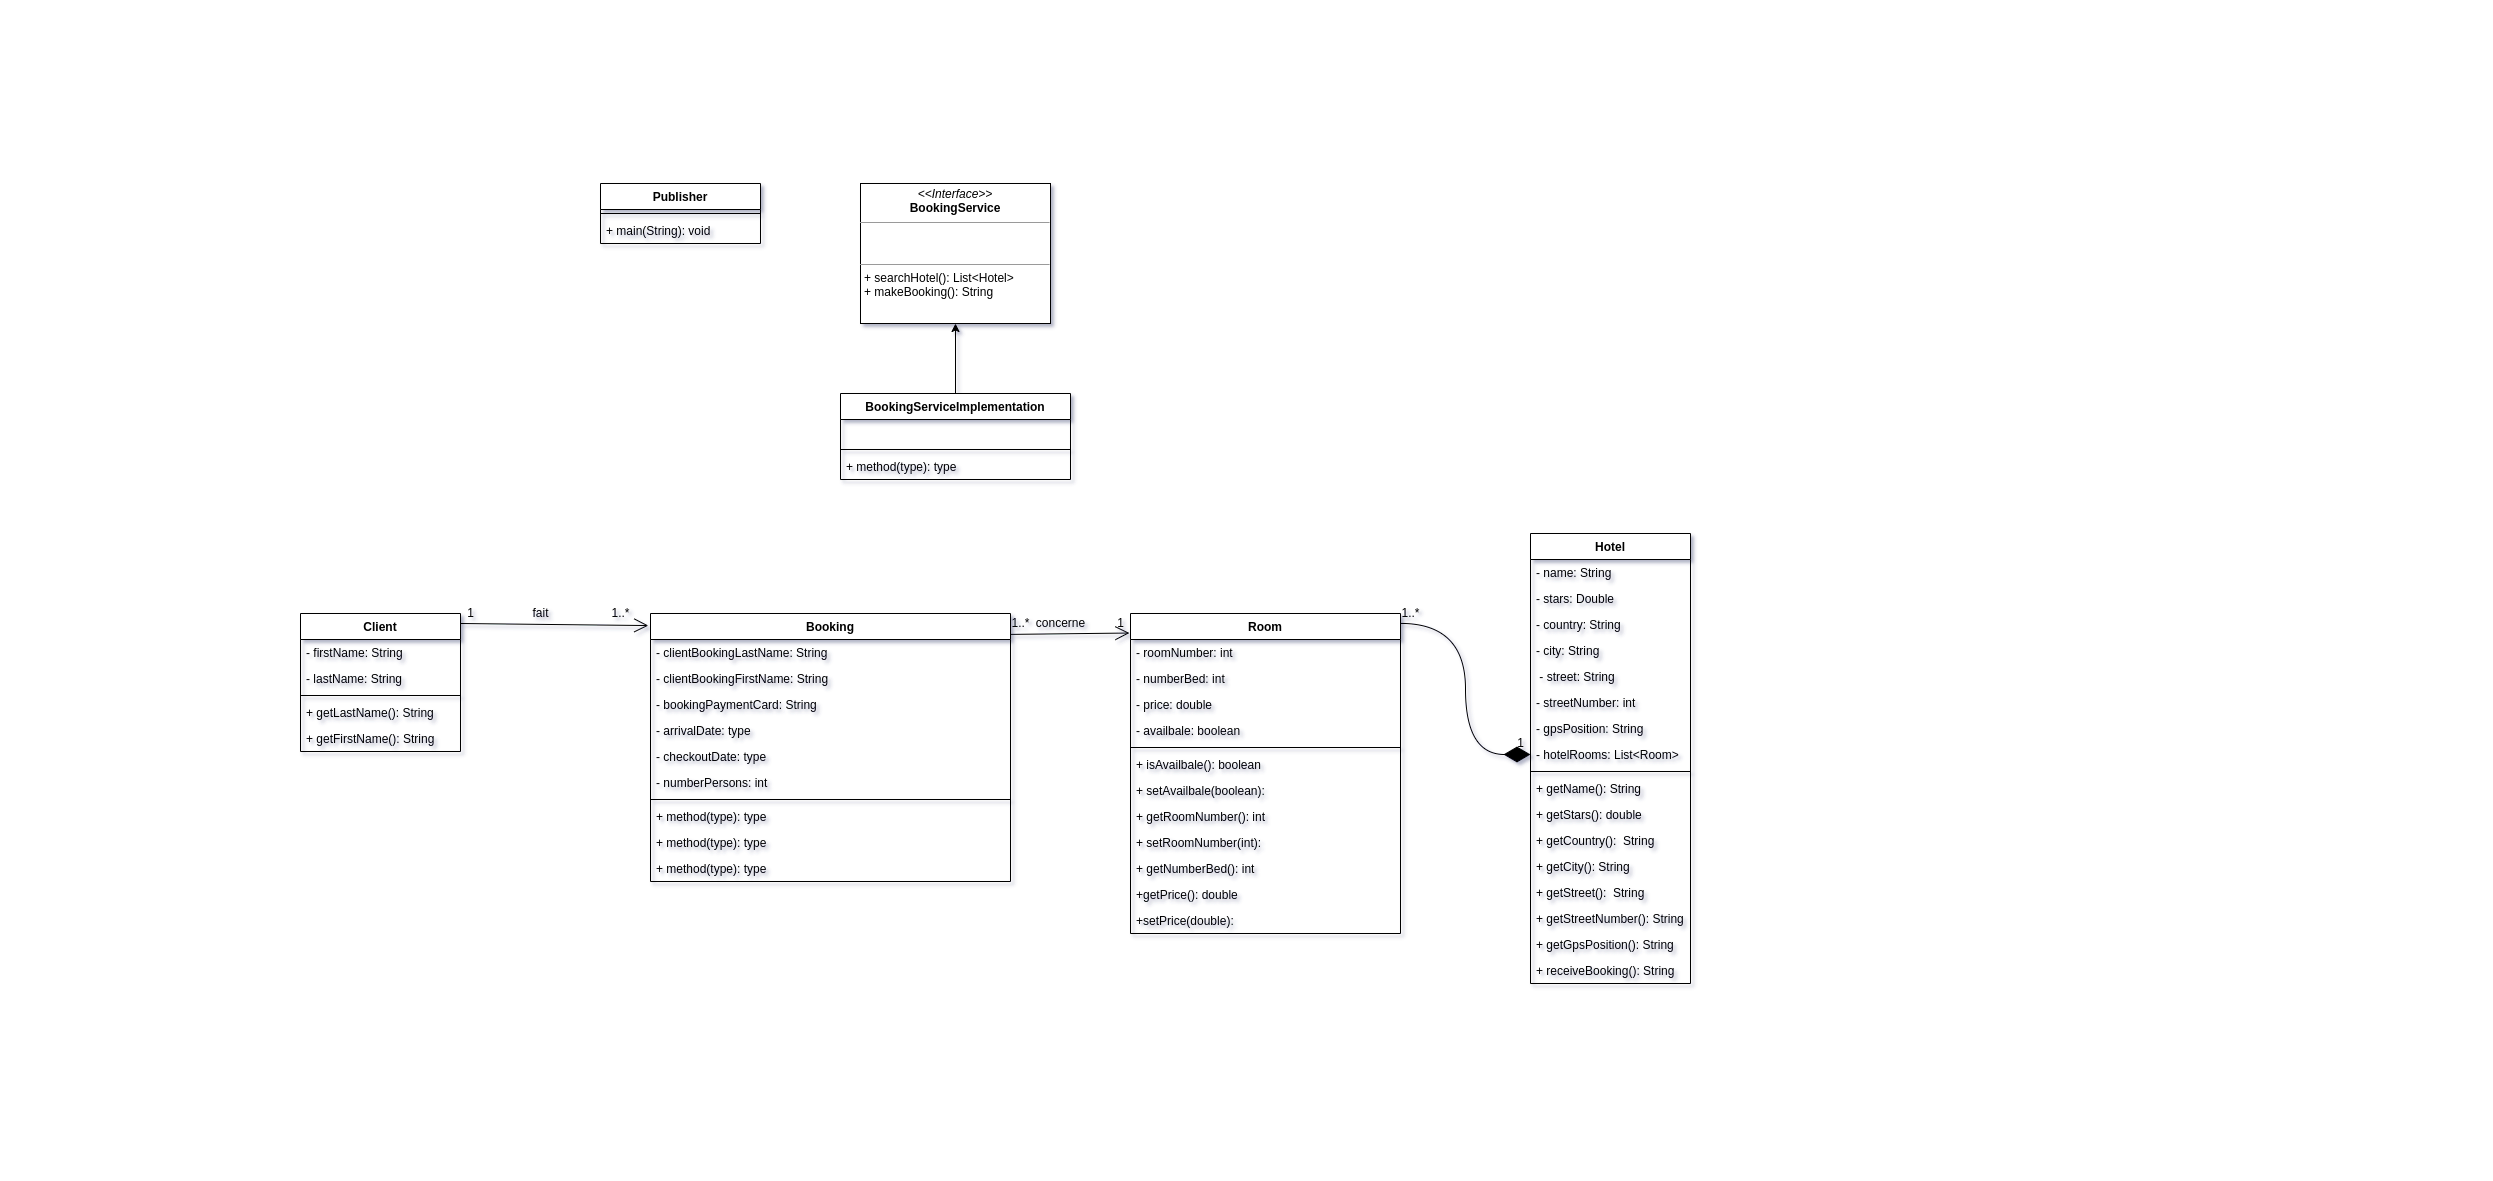 Publisher
+ main(String): void
<<Interface>>
BookingService
+ searchHotel(): List<Hotel>
+ makeBooking(): String
BookingServiceImplementation
+ method(type): type
Client
- firstName: String
- lastName: String
+ getLastName(): String
+ getFirstName(): String
1
fait
1..*
Booking
- clientBookingLastName: String
- clientBookingFirstName: String
- bookingPaymentCard: String
- arrivalDate: type
- checkoutDate: type
- numberPersons: int
+ method(type): type
+ method(type): type
+ method(type): type
1..*
concerne
1
Room
- roomNumber: int
- numberBed: int
- price: double
- availbale: boolean
+ isAvailbale(): boolean
+ setAvailbale(boolean):
+ getRoomNumber(): int
+ setRoomNumber(int):
+ getNumberBed(): int
+getPrice(): double
+setPrice(double):
1..*
1
Hotel
- name: String
- stars: Double
- country: String
- city: String
- street: String
- streetNumber: int
- gpsPosition: String
- hotelRooms: List<Room>
+ getName(): String
+ getStars(): double
+ getCountry():  String
+ getCity(): String
+ getStreet():  String
+ getStreetNumber(): String
+ getGpsPosition(): String
+ receiveBooking(): String